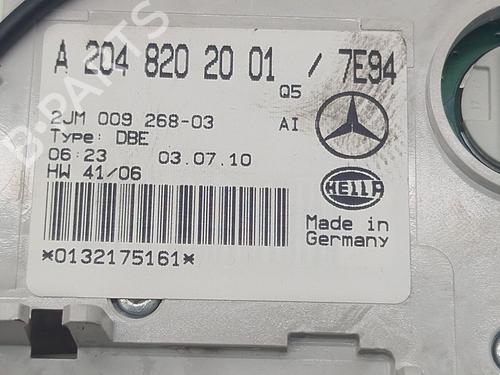 A 204 820 20 01 / 7E94
Q5
2JM 009 268-03 AI
Type: DBE
06:23 03.07.10
HW 41/06
HELLA
Made in
Germany
*0132175161*
B-PARTS